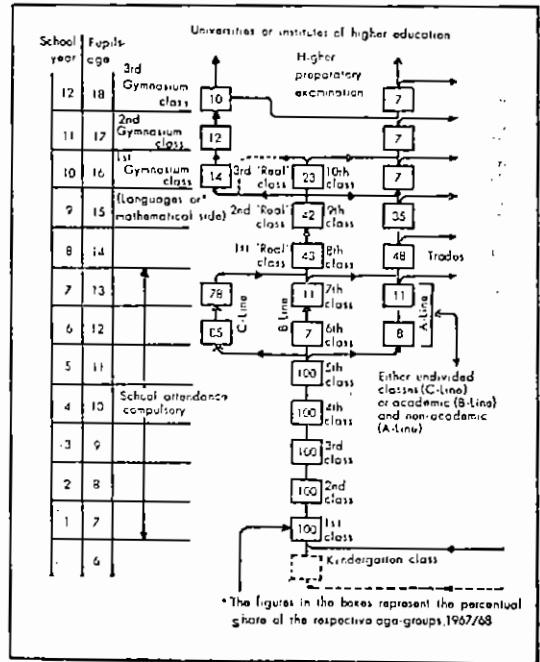 Universities or institutes of higher education
School year
Pupils age
3rd Gymnasium class
Higher preparatory examination
12 18 10 7
2nd Gymnasium class
11 17 12 7
1st Gymnasium class
10 16 14 3rd "Real" class 23 10th class 7
(Languages or mathematical side)
9 15 2nd "Real" class 42 9th class 35
8 14 1st "Real" class 43 8th class 48 Trades
7 13 78 C-Line 11 7th class 11 A-Line
6 12 85 B-Line 7 6th class 8
5 11 100 5th class
Either undivided
classes (C-Line)
or academic (B-Line)
and non-academic
(A-Line)
School attendance
compulsory
4 10 100 4th class
3 9 100 3rd class
2 8 100 2nd class
1 7 100 1st class
6 Kindergarten class
* The figures in the boxes represent the percentual
share of the respective age-groups, 1967/68